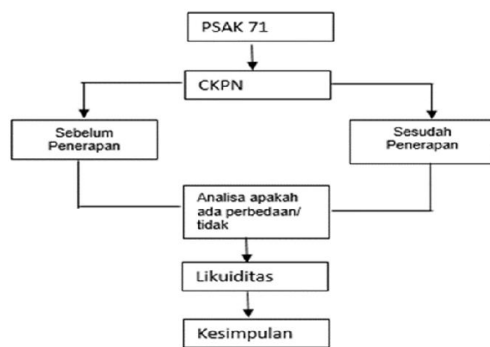 PSAK 71
CKPN
Sebelum
Penerapan
Sesudah
Penerapan
Analisa apakah
ada perbedaan/
tidak
Likuiditas
Kesimpulan